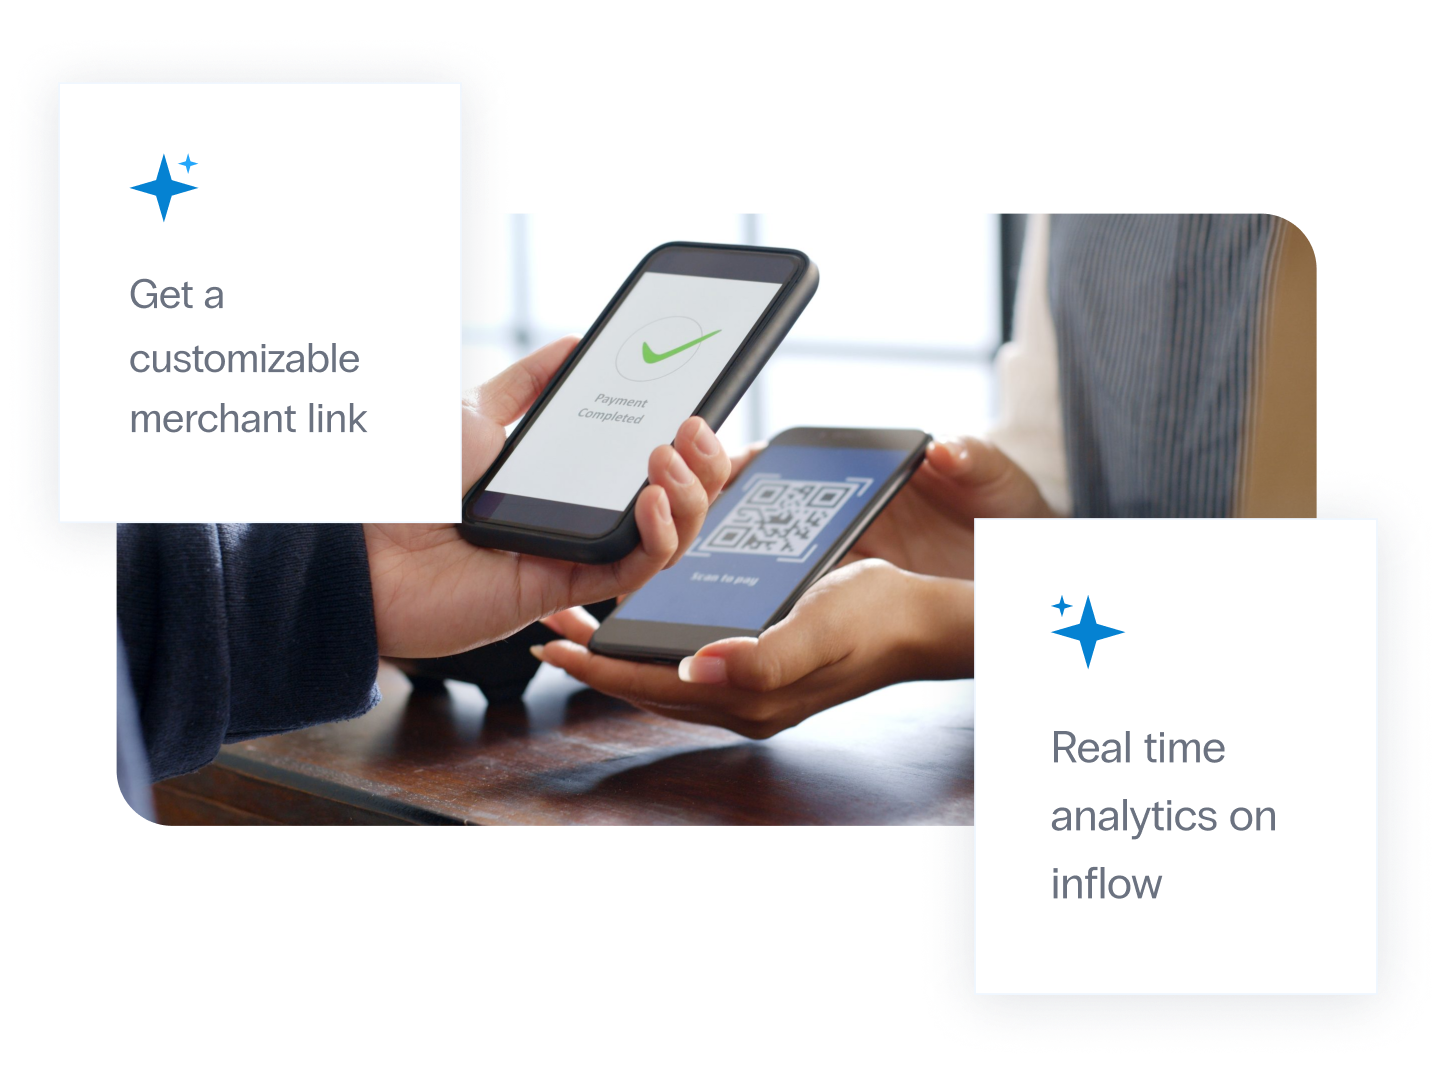 Get a
customizable
merchant link
Payment
Completed
Scan to pay
Real time
analytics on
inflow